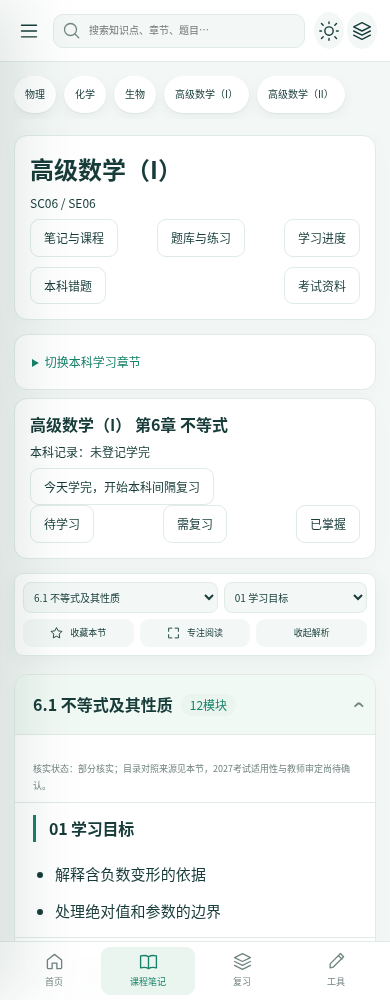 搜索知识点、章节、题目…
物理
化学
生物
高级数学（I）
高级数学（II）
高级数学（I）
SC06 / SE06
笔记与课程
题库与练习
学习进度
本科错题
考试资料
▶ 切换本科学习章节
高级数学（I） 第6章 不等式
本科记录：未登记学完
今天学完，开始本科间隔复习
待学习
需复习
已掌握
6.1 不等式及其性质
01 学习目标
收藏本节
专注阅读
收起解析
6.1 不等式及其性质
12模块
核实状态：部分核实；目录对照来源见本节，2027考试适用性与教师审定尚待确
认。
01 学习目标
• 解释含负数变形的依据
• 处理绝对值和参数的边界
首页
课程笔记
复习
工具